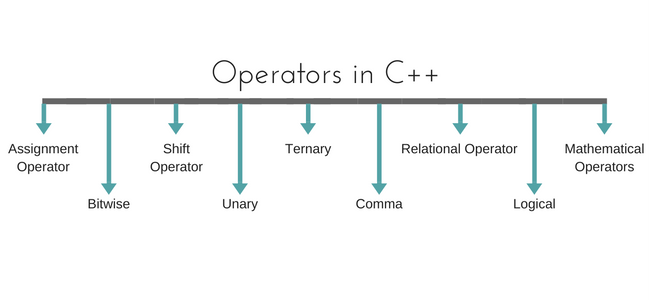 Operators in C++
Assignment
Operator
Bitwise
Shift
Operator
Unary
Ternary
Comma
Relational Operator
Logical
Mathematical
Operators